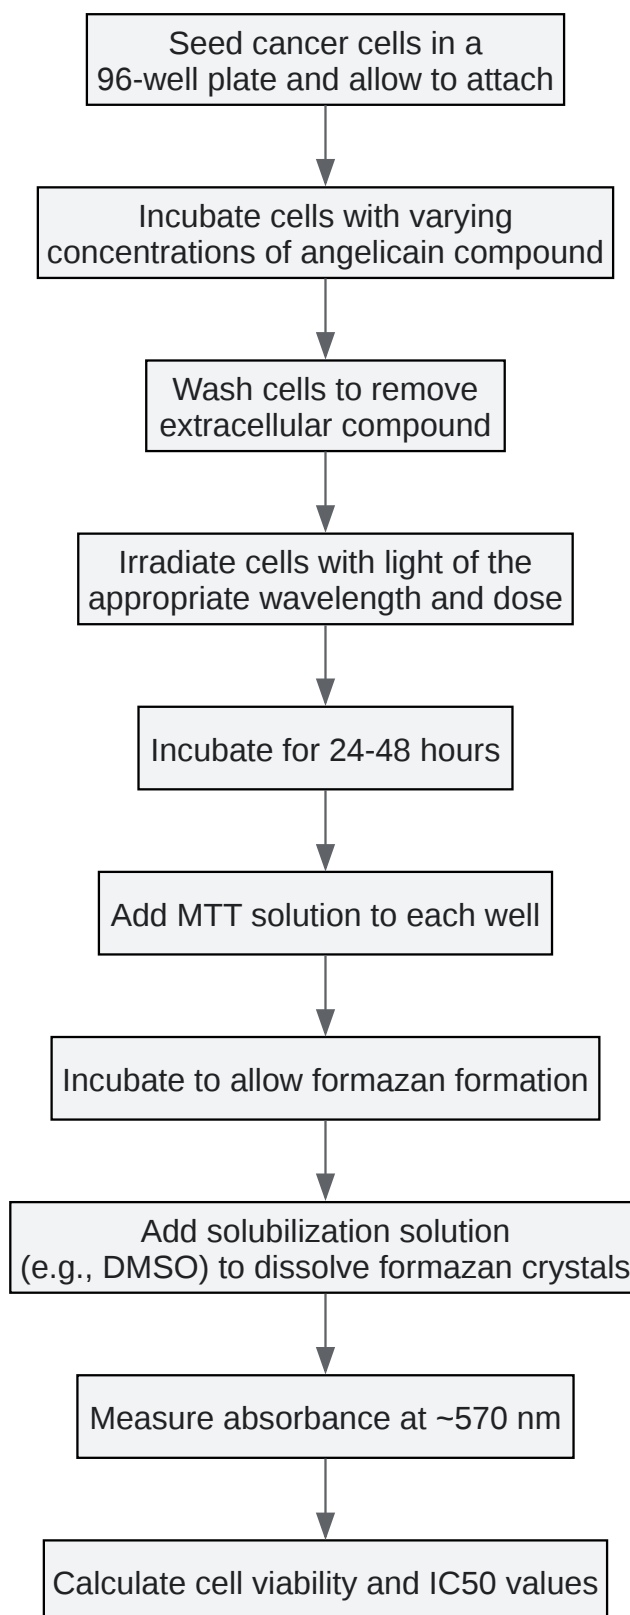 Seed cancer cells in a
96-well plate and allow to attach
Incubate cells with varying
concentrations of angelicain compound
Wash cells to remove
extracellular compound
Irradiate cells with light of the
appropriate wavelength and dose
Incubate for 24-48 hours
Add MTT solution to each well
Incubate to allow formazan formation
Add solubilization solution
(e.g., DMSO) to dissolve formazan crystals
Measure absorbance at ~570 nm
Calculate cell viability and IC50 values